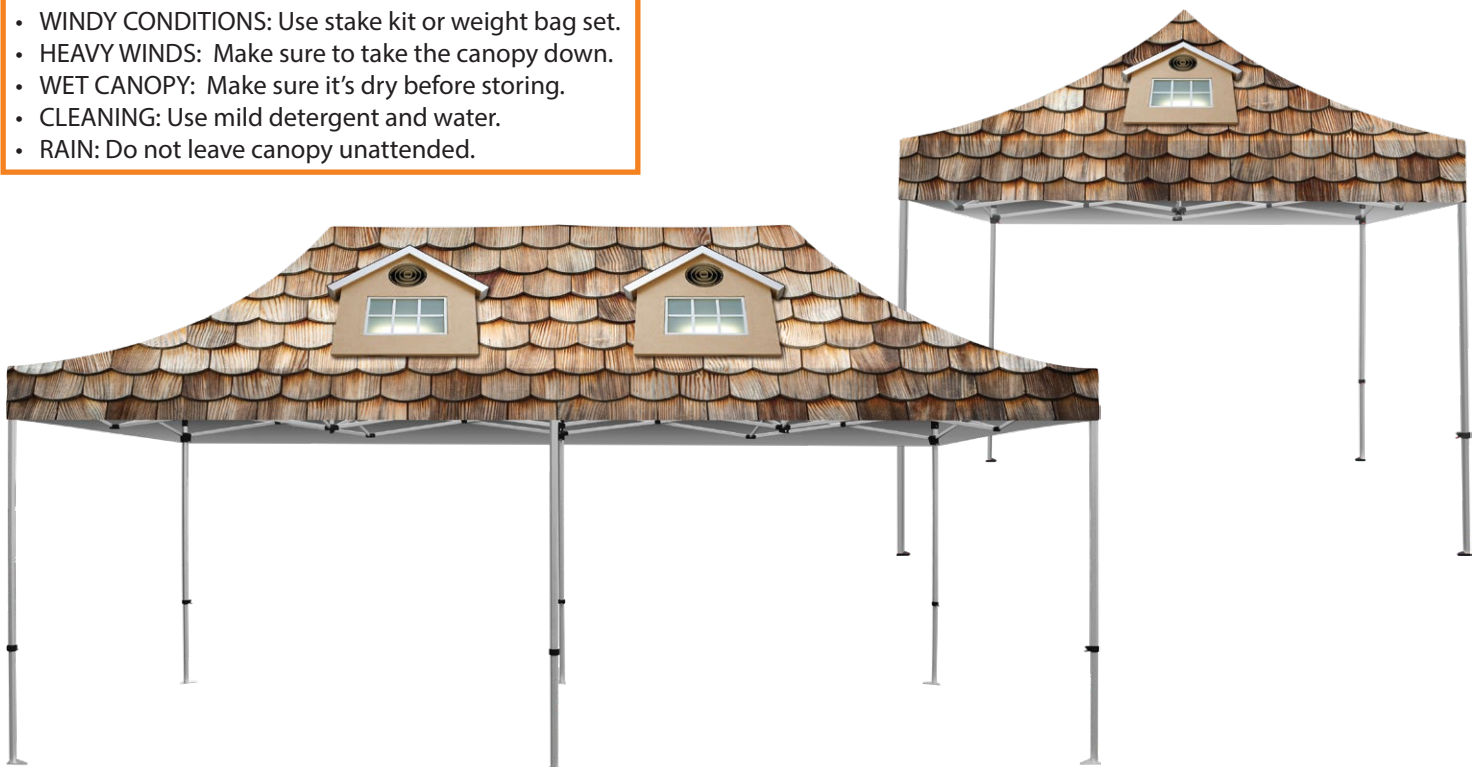 • WINDY CONDITIONS: Use stake kit or weight bag set.
• HEAVY WINDS:  Make sure to take the canopy down.
• WET CANOPY:  Make sure it’s dry before storing.
• CLEANING: Use mild detergent and water.
• RAIN: Do not leave canopy unattended.